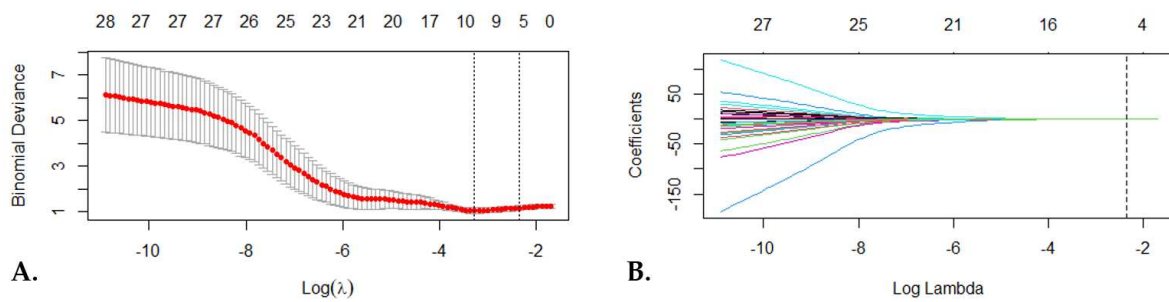 28 27 27 27 26 25 23 21 20 17 10 9 5 0
Binomial Deviance
7
5
3
1
-10 -8 -6 -4 -2
Log(λ)
A.
27 25 21 16 4
Coefficients
50
-50
-150
-10 -8 -6 -4 -2
Log Lambda
B.